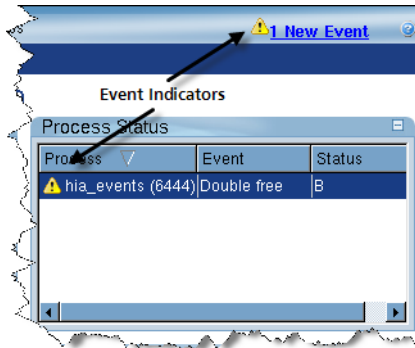 1 New Event
Event Indicators
Process Status
Process Event Status
hia_events (6444) Double free B